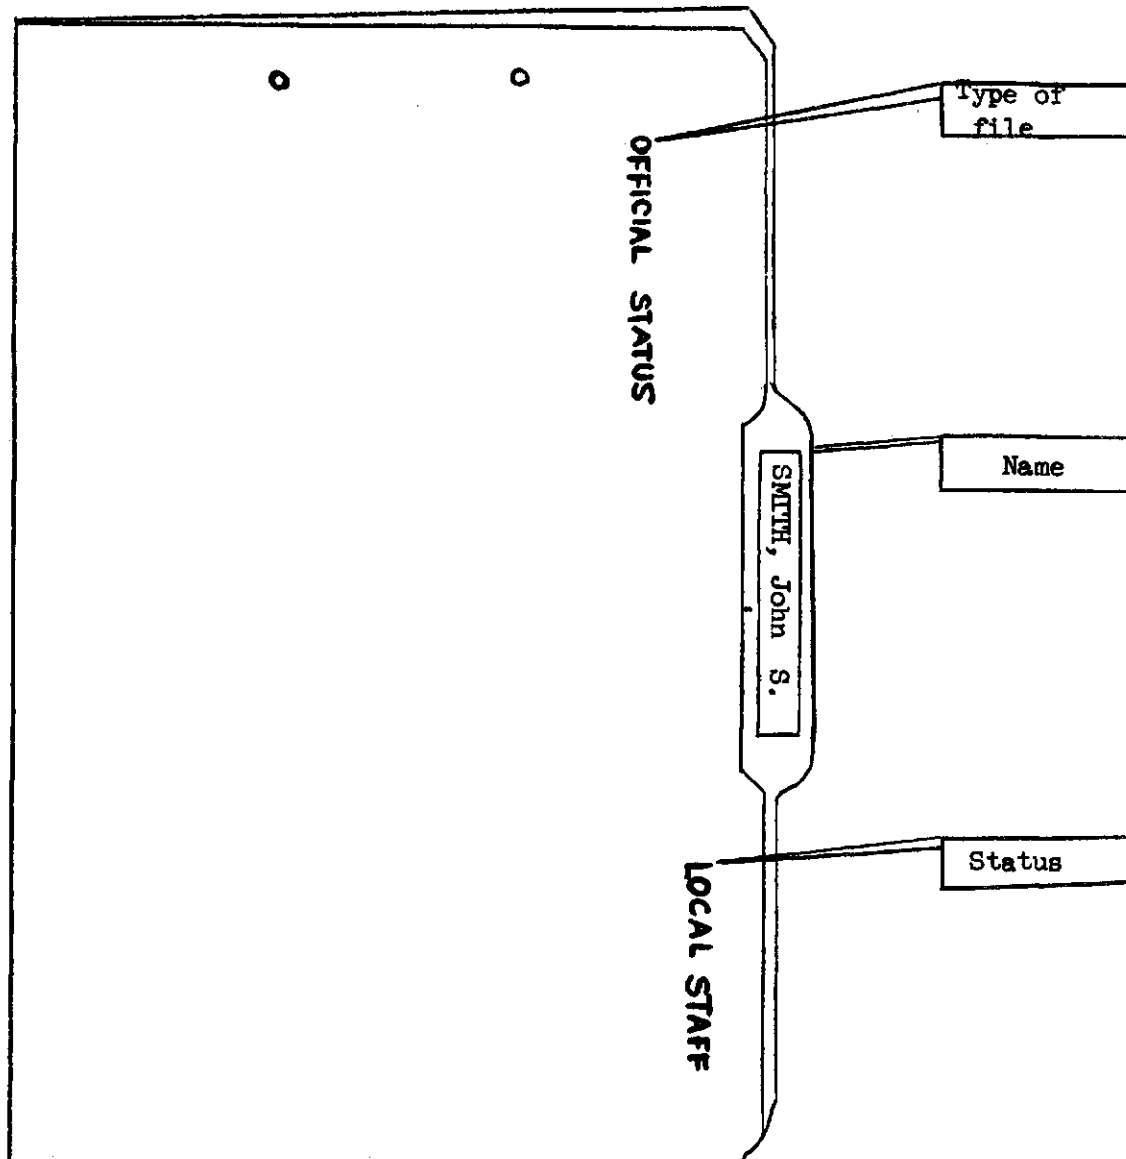 Type of
file
OFFICIAL STATUS
Name
SMITH, John S.
Status
LOCAL STAFF